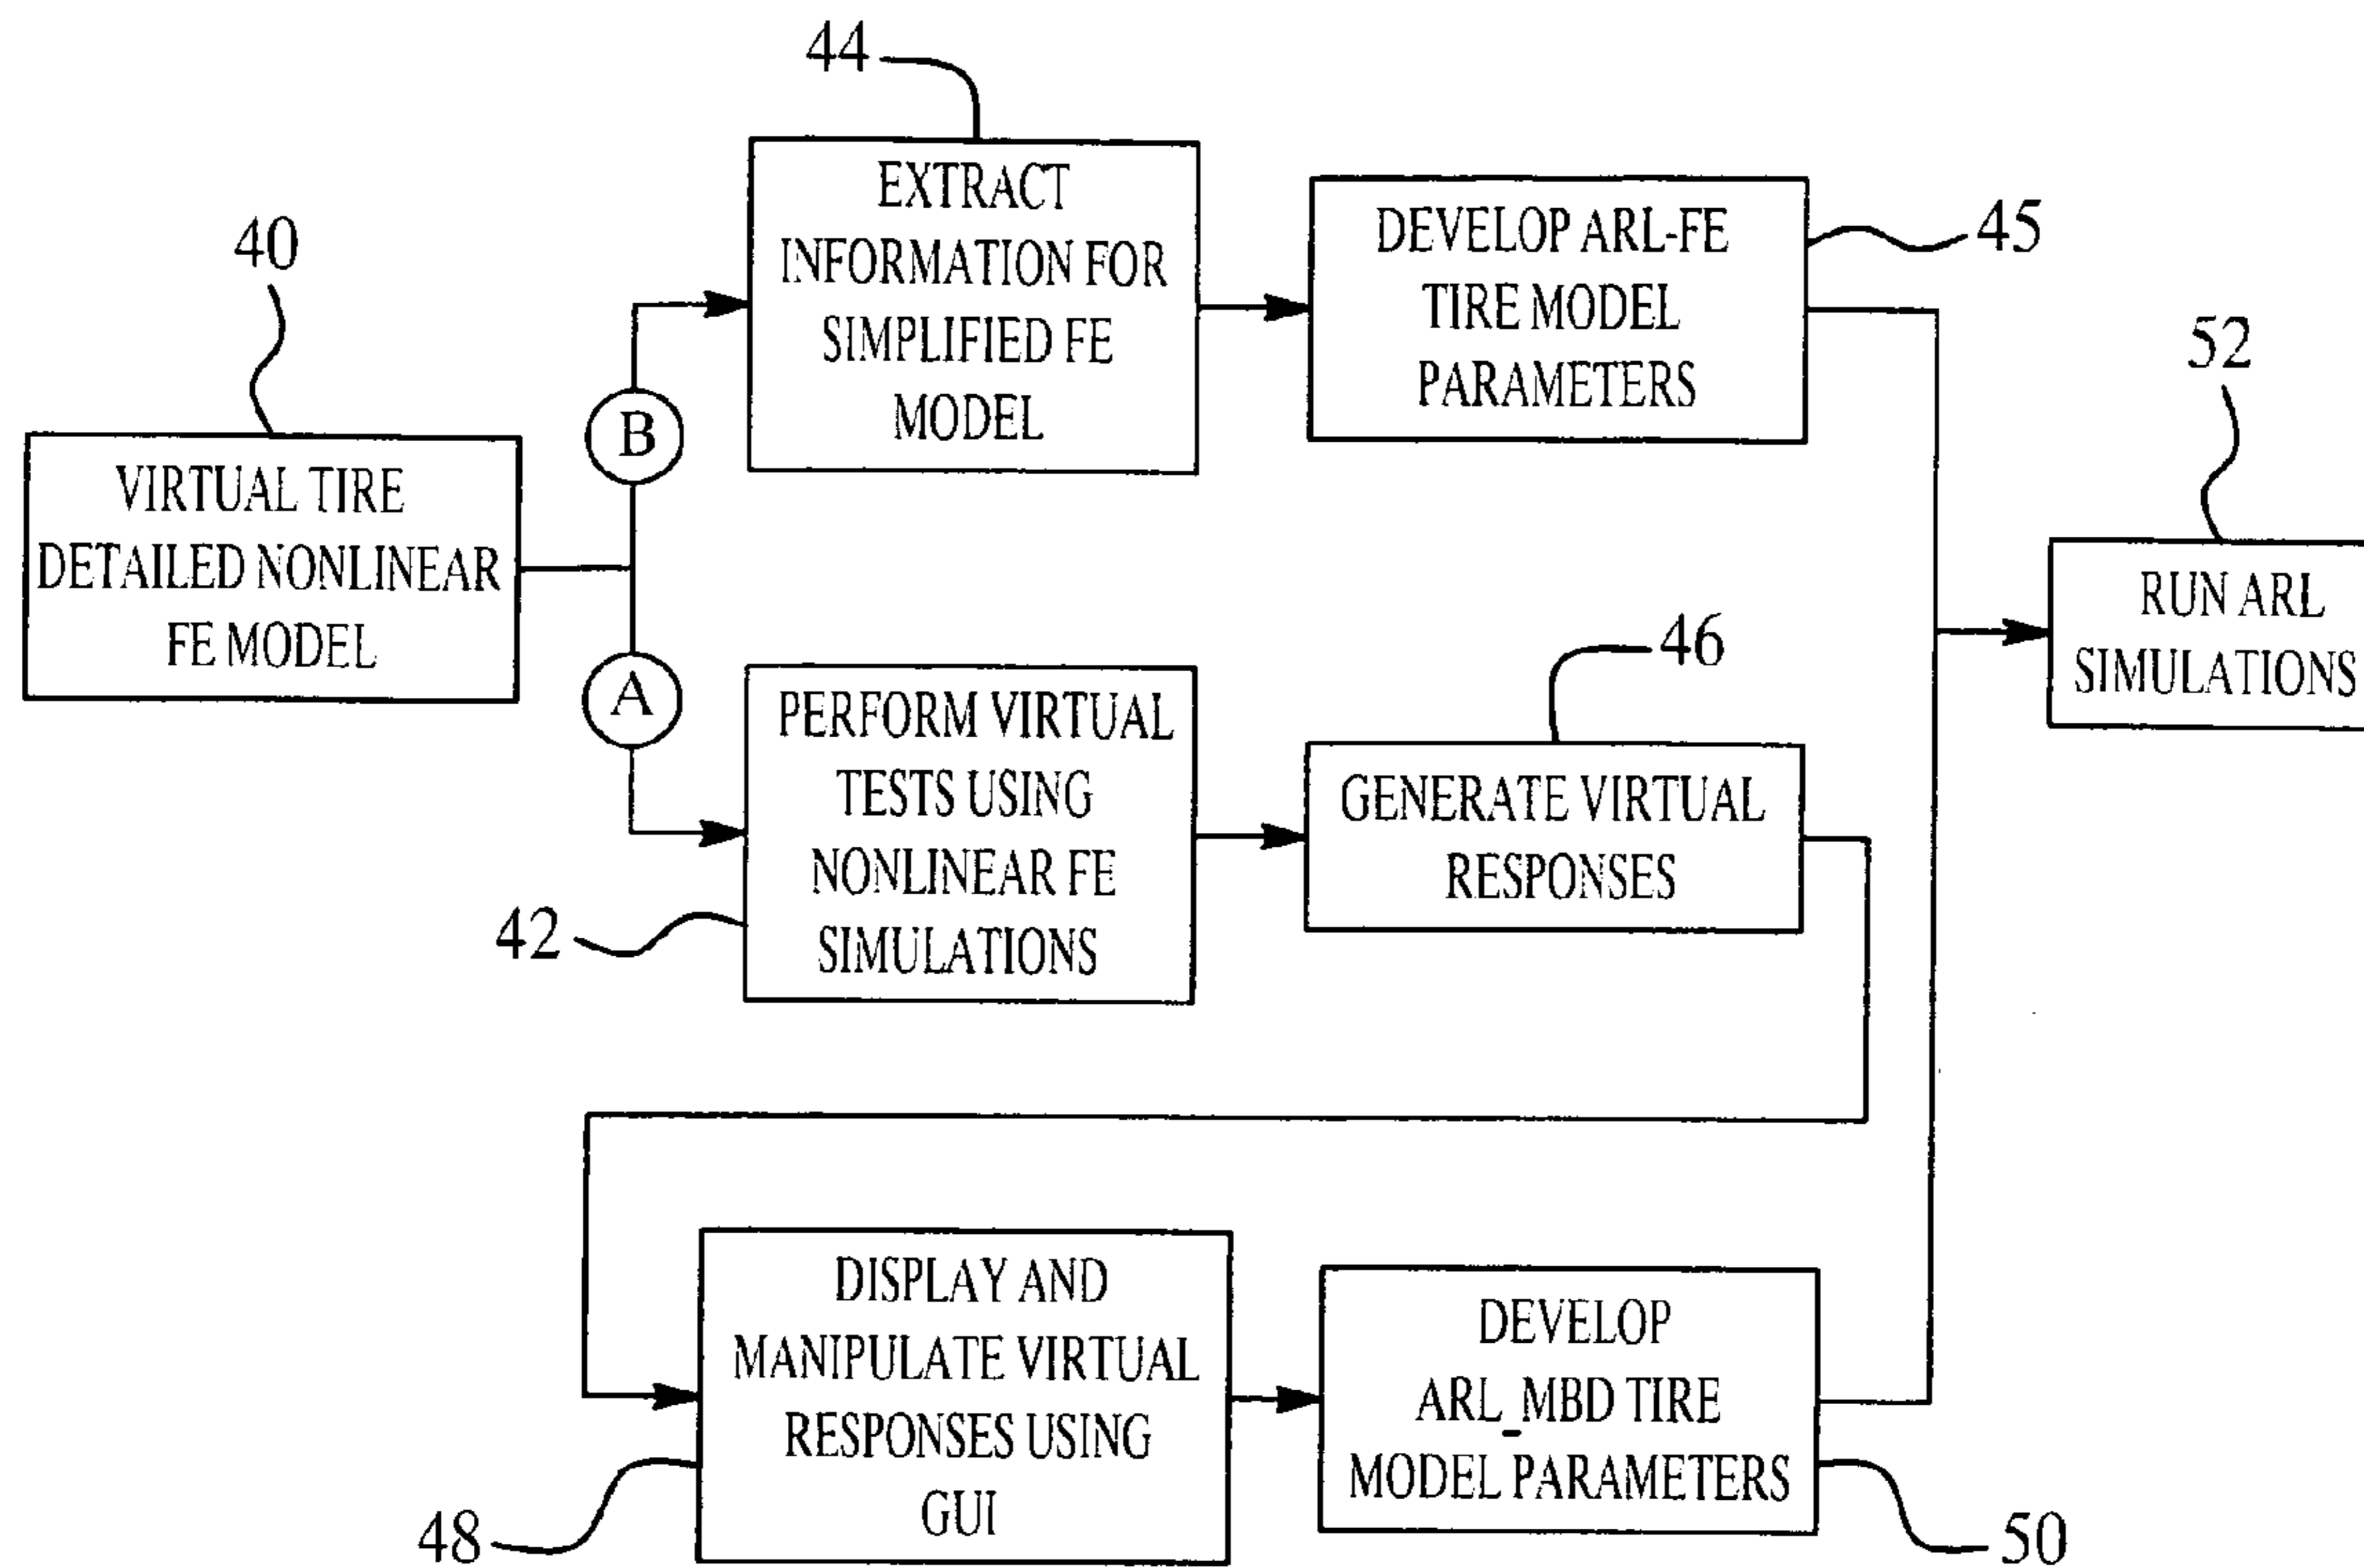 44
EXTRACT
INFORMATION FOR
SIMPLIFIED FE
MODEL
DEVELOP ARL-FE
TIRE MODEL
PARAMETERS
45
40
VIRTUAL TIRE
DETAILED NONLINEAR
FE MODEL
B
A
52
RUN ARL
SIMULATIONS
PERFORM VIRTUAL
TESTS USING
NONLINEAR FE
SIMULATIONS
42
46
GENERATE VIRTUAL
RESPONSES
DISPLAY AND
MANIPULATE VIRTUAL
RESPONSES USING
GUI
48
DEVELOP
ARL_MBD TIRE
MODEL PARAMETERS
50